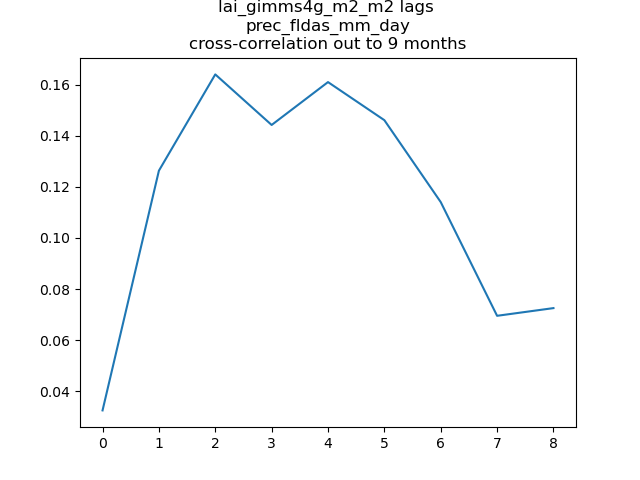 lai_gimms4g_m2_m2 lags
prec_fldas_mm_day
cross-correlation out to 9 months
0.16
0.14
0.12
0.10
0.08
0.06
0.04
0 1 2 3 4 5 6 7 8